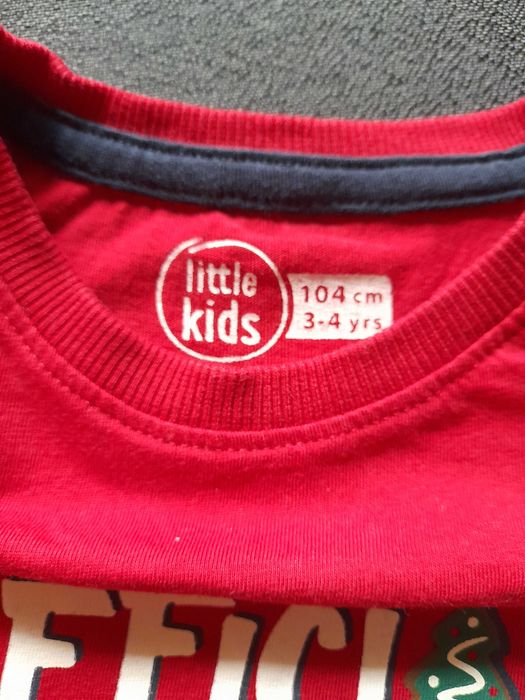 little
kids
104 cm
3-4 yrs
FFICI